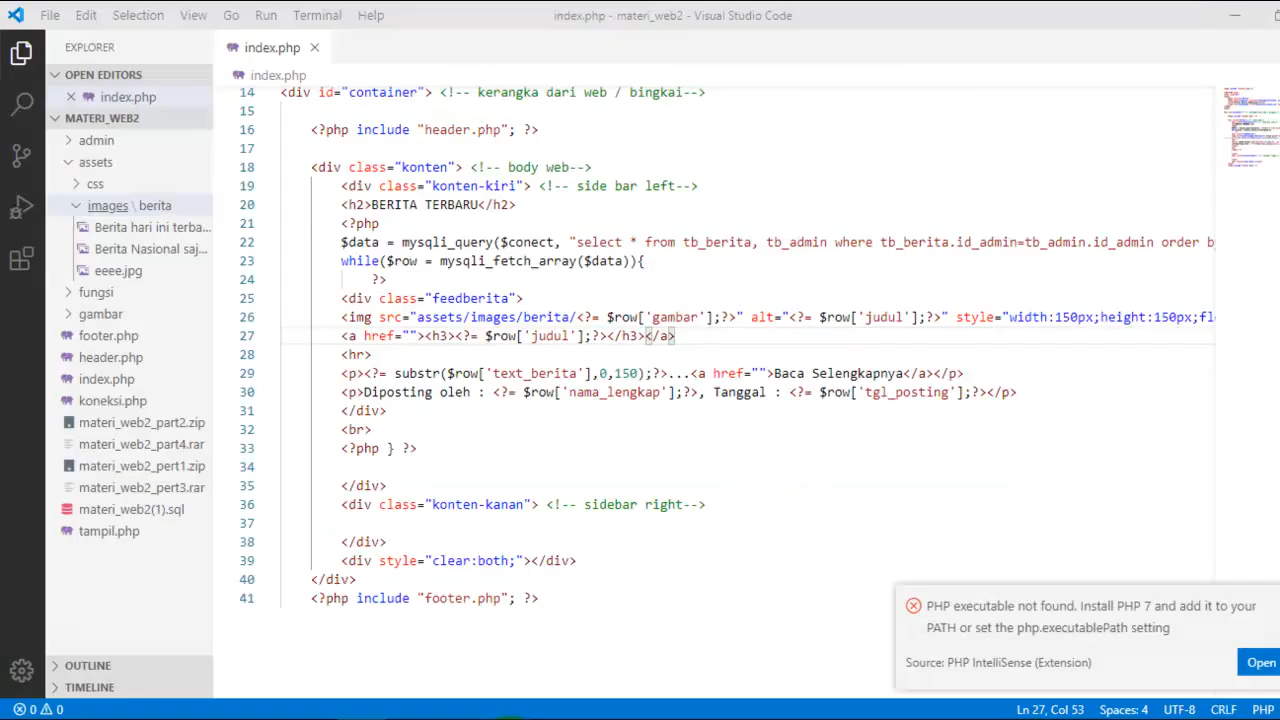 File Edit Selection View Go Run Terminal Help index.php - materi_web2 - Visual Studio Code
EXPLORER
OPEN EDITORS
index.php
MATERI_WEB2
admin
assets
css
images \ berita
Berita hari ini terba...
Berita Nasional saj...
eeee.jpg
fungsi
gambar
footer.php
header.php
index.php
koneksi.php
materi_web2_part2.zip
materi_web2_part4.rar
materi_web2_pert1.zip
materi_web2_pert3.rar
materi_web2(1).sql
tampil.php
OUTLINE
TIMELINE
index.php
index.php
14 <div id="container"> <!-- kerangka dari web / bingkai-->
15
16 <?php include "header.php"; ?>
17
18 <div class="konten"> <!-- body web-->
19 <div class="konten-kiri"> <!-- side bar left-->
20 <h2>BERITA TERBARU</h2>
21 <?php
22 $data = mysqli_query($conect, "select * from tb_berita, tb_admin where tb_berita.id_admin=tb_admin.id_admin order
23 while($row = mysqli_fetch_array($data)){
24 ?>
25 <div class="feedberita">
26 <img src="assets/images/berita/<?= $row['gambar'];?>" alt="<?= $row['judul'];?>" style="width:150px;height:150px;
27 <a href=""><h3><?= $row['judul'];?></h3></a>
28 <hr>
29 <p><?= substr($row['text_berita'],0,150);?>...<a href="">Baca Selengkapnya</a></p>
30 <p>Diposting oleh : <?= $row['nama_lengkap'];?>, Tanggal : <?= $row['tgl_posting'];?></p>
31 </div>
32 <br>
33 <?php } ?>
34
35 </div>
36 <div class="konten-kanan"> <!-- sidebar right-->
37
38 </div>
39 <div style="clear:both;"></div>
40 </div>
41 <?php include "footer.php"; ?>
PHP executable not found. Install PHP 7 and add it to your
PATH or set the php.executablePath setting
Source: PHP IntelliSense (Extension)
Open
0 0 Ln 27, Col 53 Spaces: 4 UTF-8 CRLF PHP